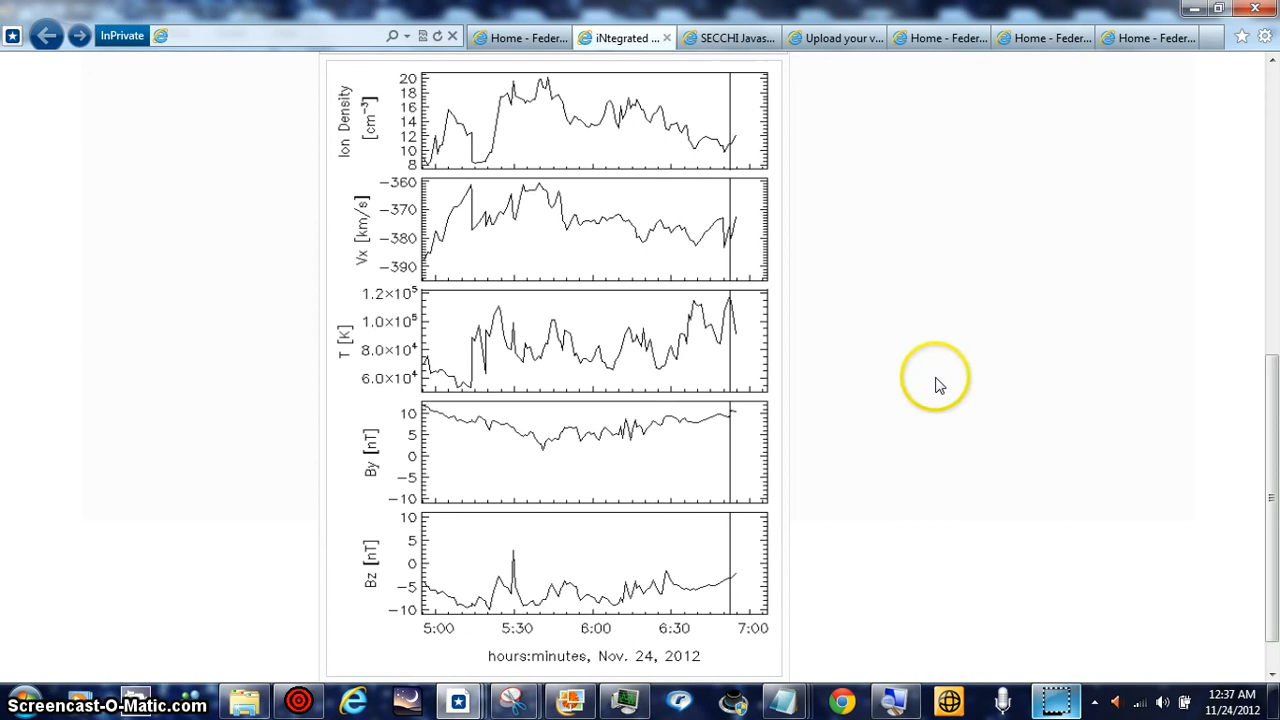 InPrivate
Home - Feder...
iNtegrated ...
SECCHI Javas...
Upload your v...
Home - Feder...
Home - Feder...
Home - Feder...
Ion Density
[cm⁻³]
20
18
16
14
12
10
8
Vx [km/s]
−360
−370
−380
−390
T [K]
1.2×10⁵
1.0×10⁵
8.0×10⁴
6.0×10⁴
By [nT]
10
5
0
−5
−10
Bz [nT]
10
5
0
−5
−10
5:00 5:30 6:00 6:30 7:00
hours:minutes, Nov. 24, 2012
Screencast-O-Matic.com
12:37 AM
11/24/2012